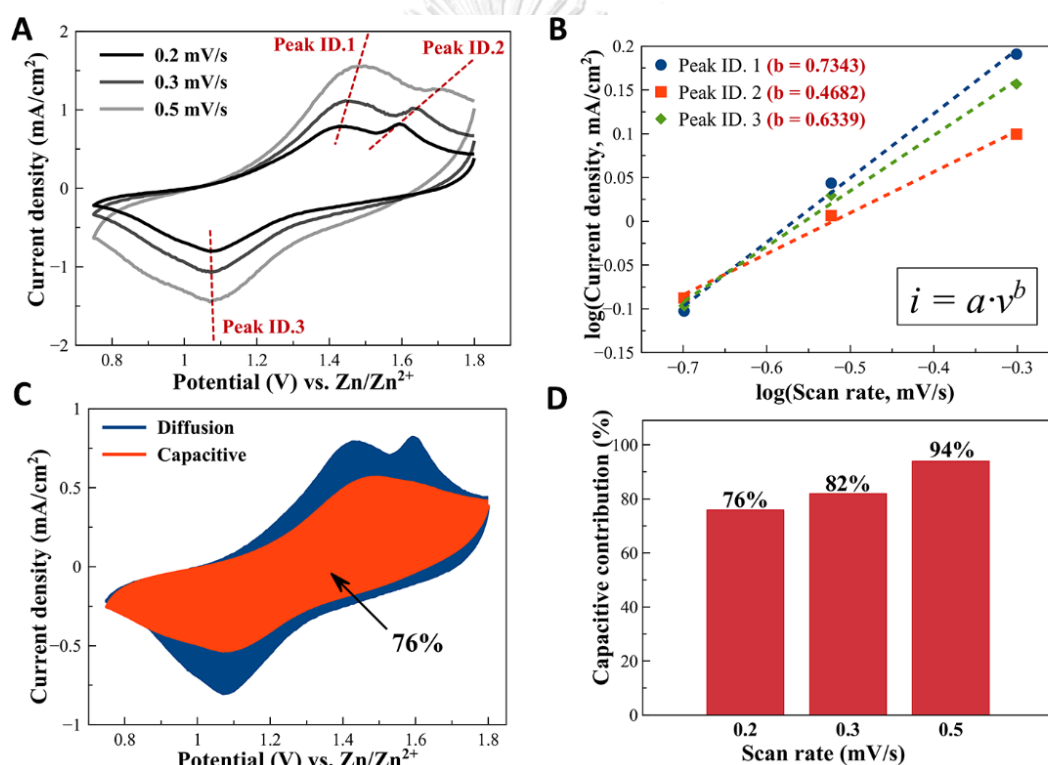 A
0.2 mV/s
0.3 mV/s
0.5 mV/s
Peak ID.1
Peak ID.2
Peak ID.3
2
1
0
−1
−2
Current density (mA/cm²)
0.8 1 1.2 1.4 1.6 1.8
Potential (V) vs. Zn/Zn²⁺
B
Peak ID. 1 (b = 0.7343)
Peak ID. 2 (b = 0.4682)
Peak ID. 3 (b = 0.6339)
0.2
0.15
0.1
0.05
0
−0.05
−0.1
−0.15
log(Current density, mA/cm²)
i = a·vᵇ
−0.7 −0.6 −0.5 −0.4 −0.3
log(Scan rate, mV/s)
C
Diffusion
Capacitive
76%
1
0.5
0
−0.5
−1
Current density (mA/cm²)
0.8 1 1.2 1.4 1.6 1.8
Potential (V) vs. Zn/Zn²⁺
D
100
80
60
40
20
0
Capacitive contribution (%)
76%
82%
94%
0.2 0.3 0.5
Scan rate (mV/s)